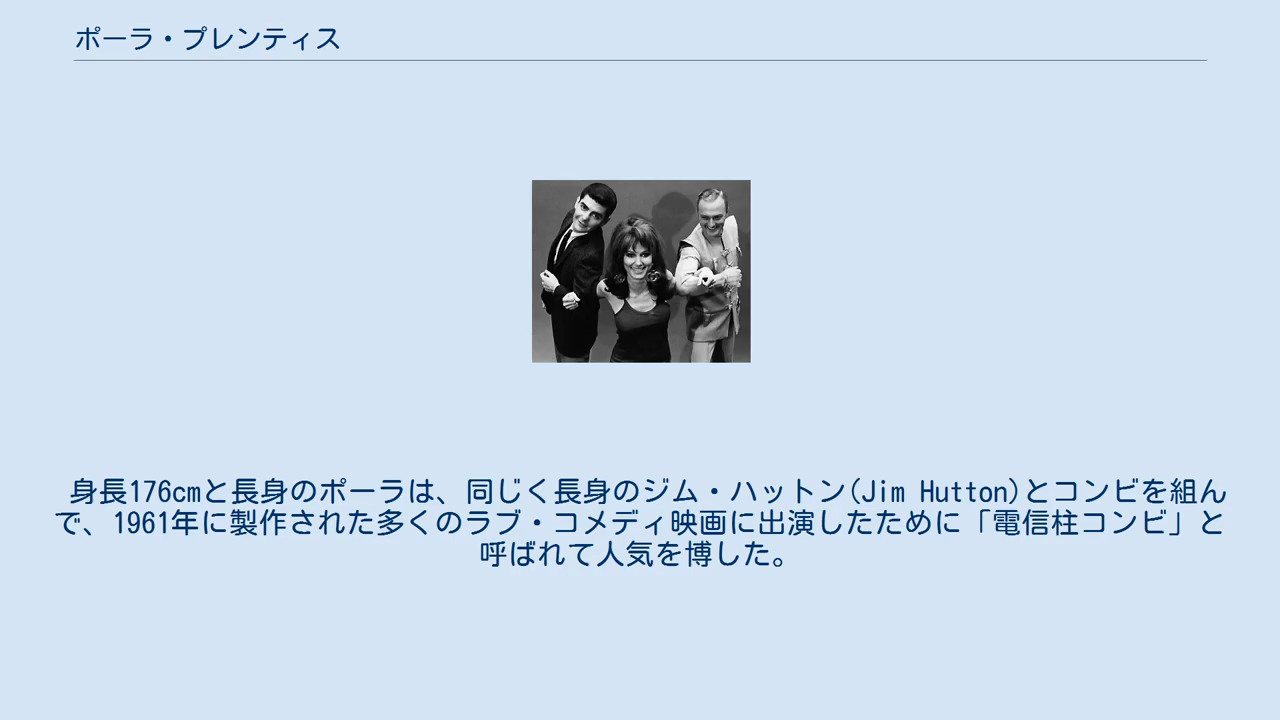 ポーラ・プレンティス
身長176cmと長身のポーラは、同じく長身のジム・ハットン(Jim Hutton)とコンビを組ん
で、1961年に製作された多くのラブ・コメディ映画に出演したために「電信柱コンビ」と
呼ばれて人気を博した。